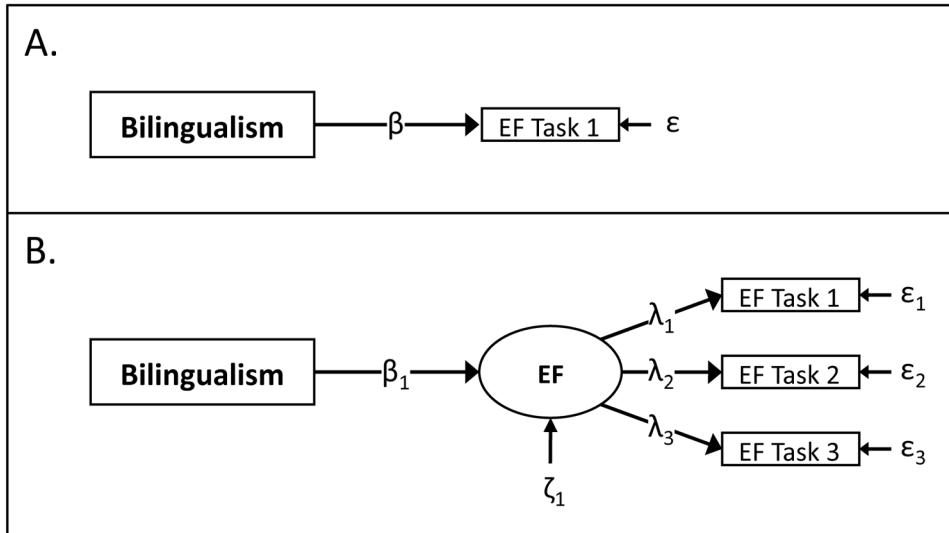 A.
Bilingualism β EF Task 1 ε
B.
EF Task 1 ε₁
λ₁
Bilingualism β₁ EF λ₂ EF Task 2 ε₂
λ₃
EF Task 3 ε₃
ζ₁